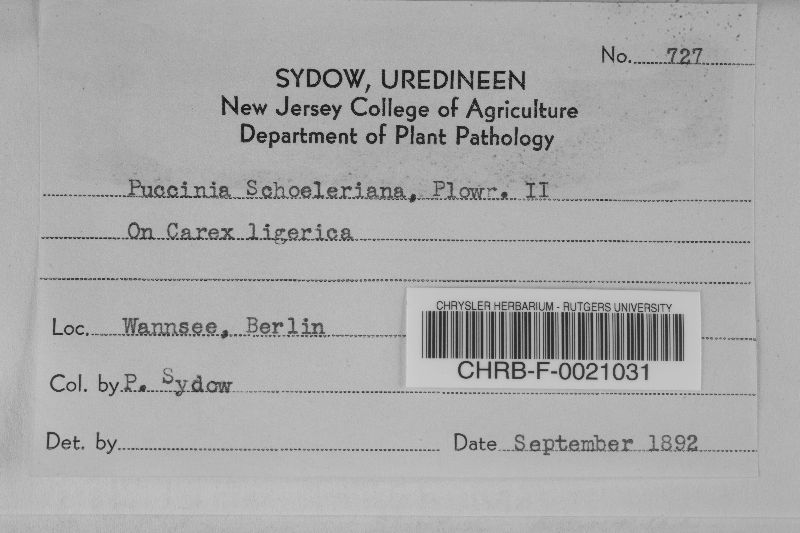 No. 727
SYDOW, UREDINEEN
New Jersey College of Agriculture
Department of Plant Pathology
Puccinia Schoeleriana, Plowr. II
On Carex ligerica
CHRYSLER HERBARIUM - RUTGERS UNIVERSITY
Loc. Wannsee, Berlin
CHRB-F-0021031
Col. by P. Sydow
Det. by
Date September 1892